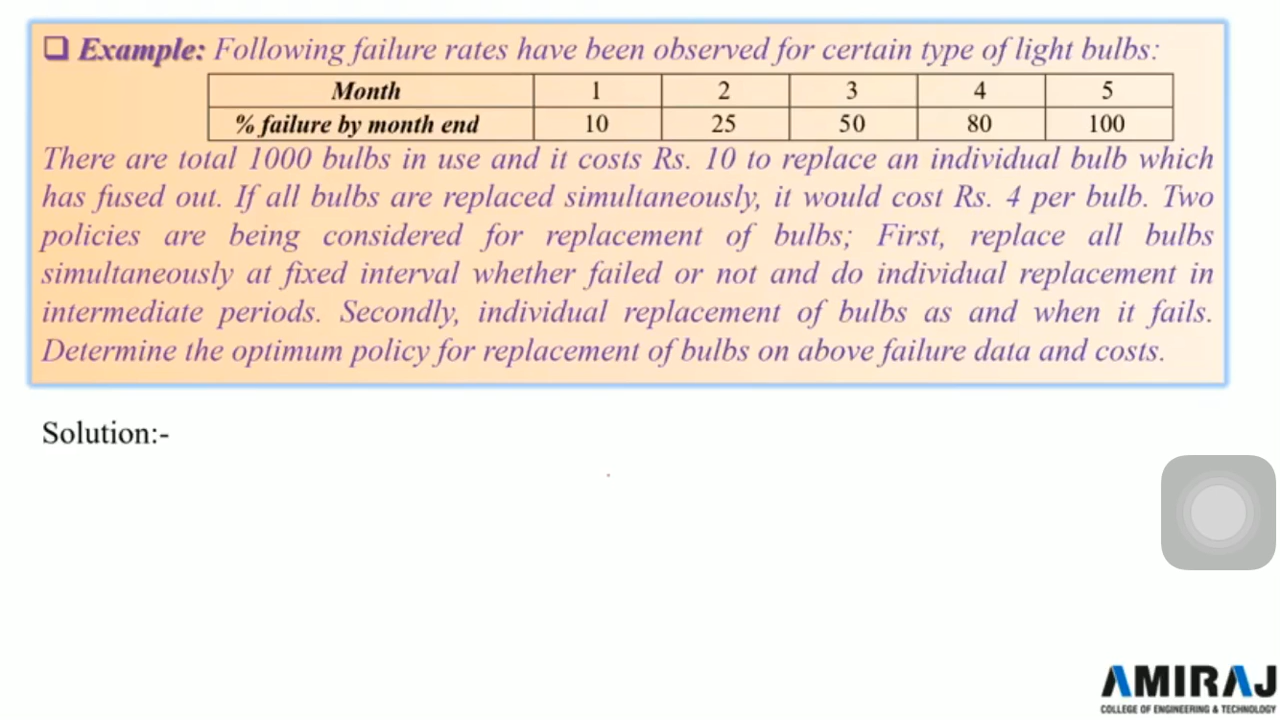 ❑ Example: Following failure rates have been observed for certain type of light bulbs:
Month 1 2 3 4 5
% failure by month end 10 25 50 80 100
There are total 1000 bulbs in use and it costs Rs. 10 to replace an individual bulb which
has fused out. If all bulbs are replaced simultaneously, it would cost Rs. 4 per bulb. Two
policies are being considered for replacement of bulbs; First, replace all bulbs
simultaneously at fixed interval whether failed or not and do individual replacement in
intermediate periods. Secondly, individual replacement of bulbs as and when it fails.
Determine the optimum policy for replacement of bulbs on above failure data and costs.
Solution:-
AMIRAJ
COLLEGE OF ENGINEERING & TECHNOLOGY